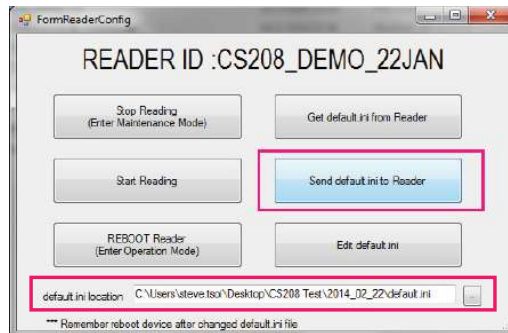 FormReaderConfig
READER ID :CS208_DEMO_22JAN
Stop Reading
(Enter Maintenance Mode)
Get default.ini from Reader
Start Reading
Send default.ini to Reader
REBOOT Reader
(Enter Operation Mode)
Edit default.ini
default.ini location C:\Users\steve.tsoi\Desktop\CS208 Test\2014_02_22\default.ini ...
*** Remember reboot device after changed default.ini file